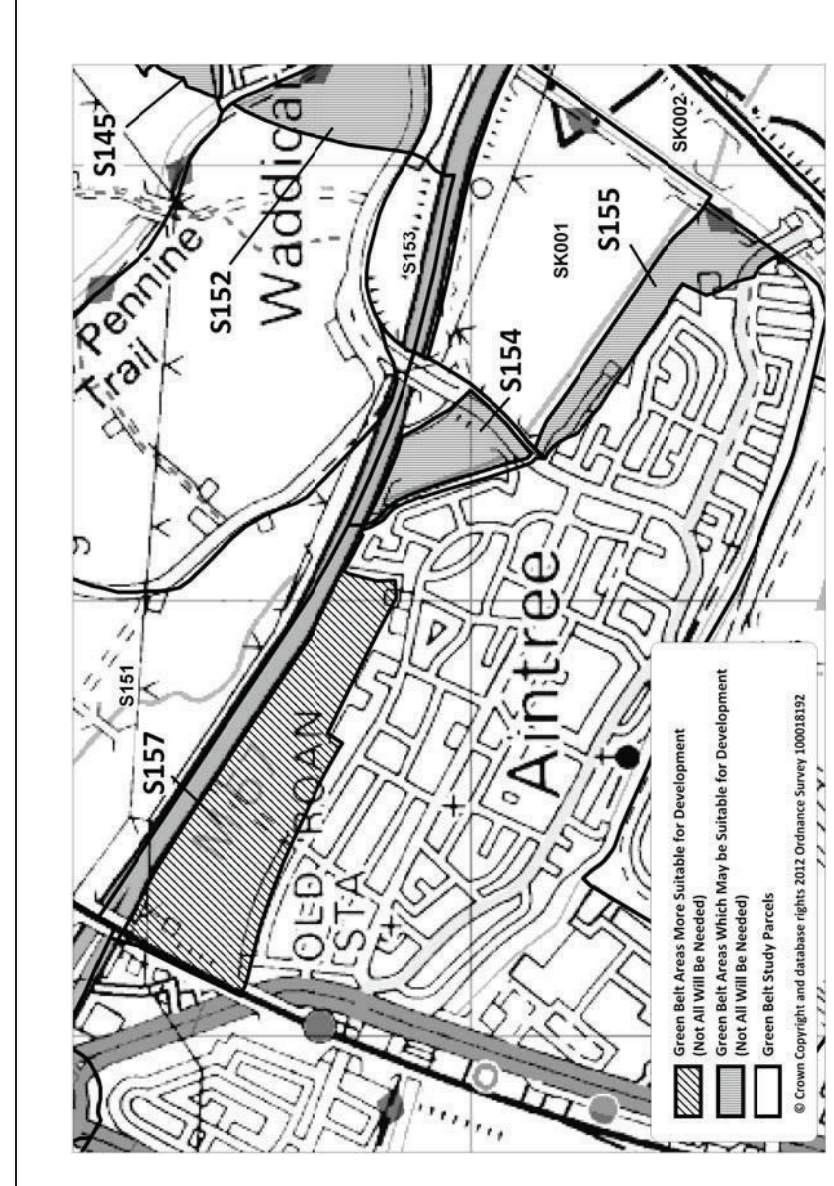 S145
S152
Pennine
Trail
Waddicar
S153
SK001
SK002
S155
S154
S151
S157
M57
OLD ROAN
STA
Aintree
Green Belt Areas More Suitable for Development
(Not All Will Be Needed)
Green Belt Areas Which May be Suitable for Development
(Not All Will Be Needed)
Green Belt Study Parcels
© Crown Copyright and database rights 2012 Ordnance Survey 100018192